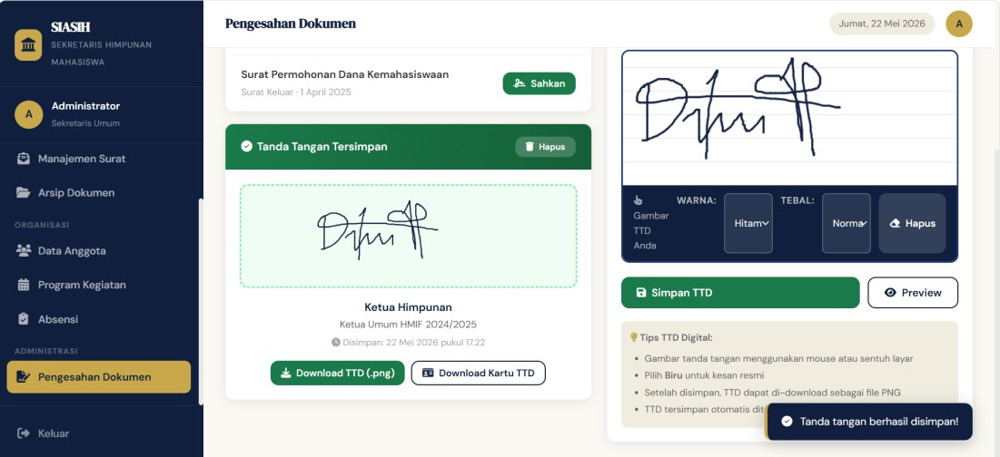 SIASIH
SEKRETARIS HIMPUNAN
MAHASISWA
A
Administrator
Sekretaris Umum
Manajemen Surat
Arsip Dokumen
ORGANISASI
Data Anggota
Program Kegiatan
Absensi
ADMINISTRASI
Pengesahan Dokumen
Keluar
Pengesahan Dokumen
Jumat, 22 Mei 2026
A
Surat Permohonan Dana Kemahasiswaan
Surat Keluar · 1 April 2025
Sahkan
Tanda Tangan Tersimpan
Hapus
Ketua Himpunan
Ketua Umum HMIF 2024/2025
Disimpan: 22 Mei 2026 pukul 17.22
Download TTD (.png)
Download Kartu TTD
Gambar
TTD
Anda
WARNA:
Hitam
TEBAL:
Norma
Hapus
Simpan TTD
Preview
Tips TTD Digital:
• Gambar tanda tangan menggunakan mouse atau sentuh layar
• Pilih Biru untuk kesan resmi
• Setelah disimpan, TTD dapat di-download sebagai file PNG
• TTD tersimpan otomatis dit
Tanda tangan berhasil disimpan!